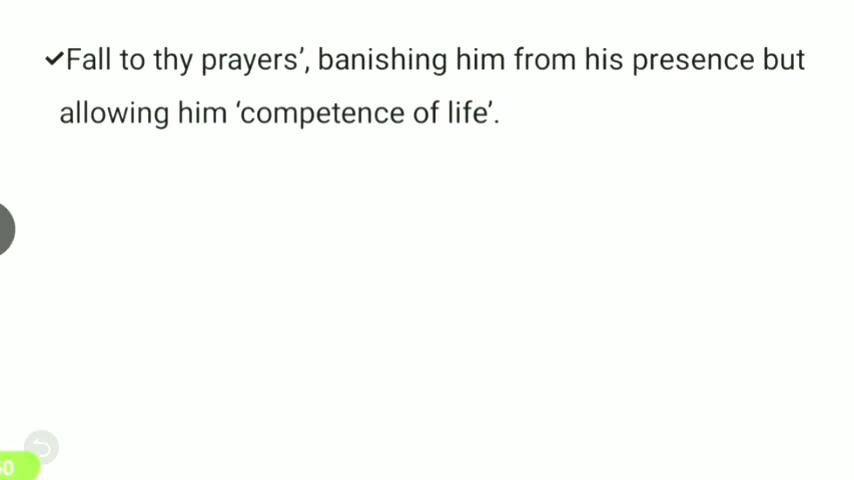 ✔Fall to thy prayers’, banishing him from his presence but
allowing him ‘competence of life’.